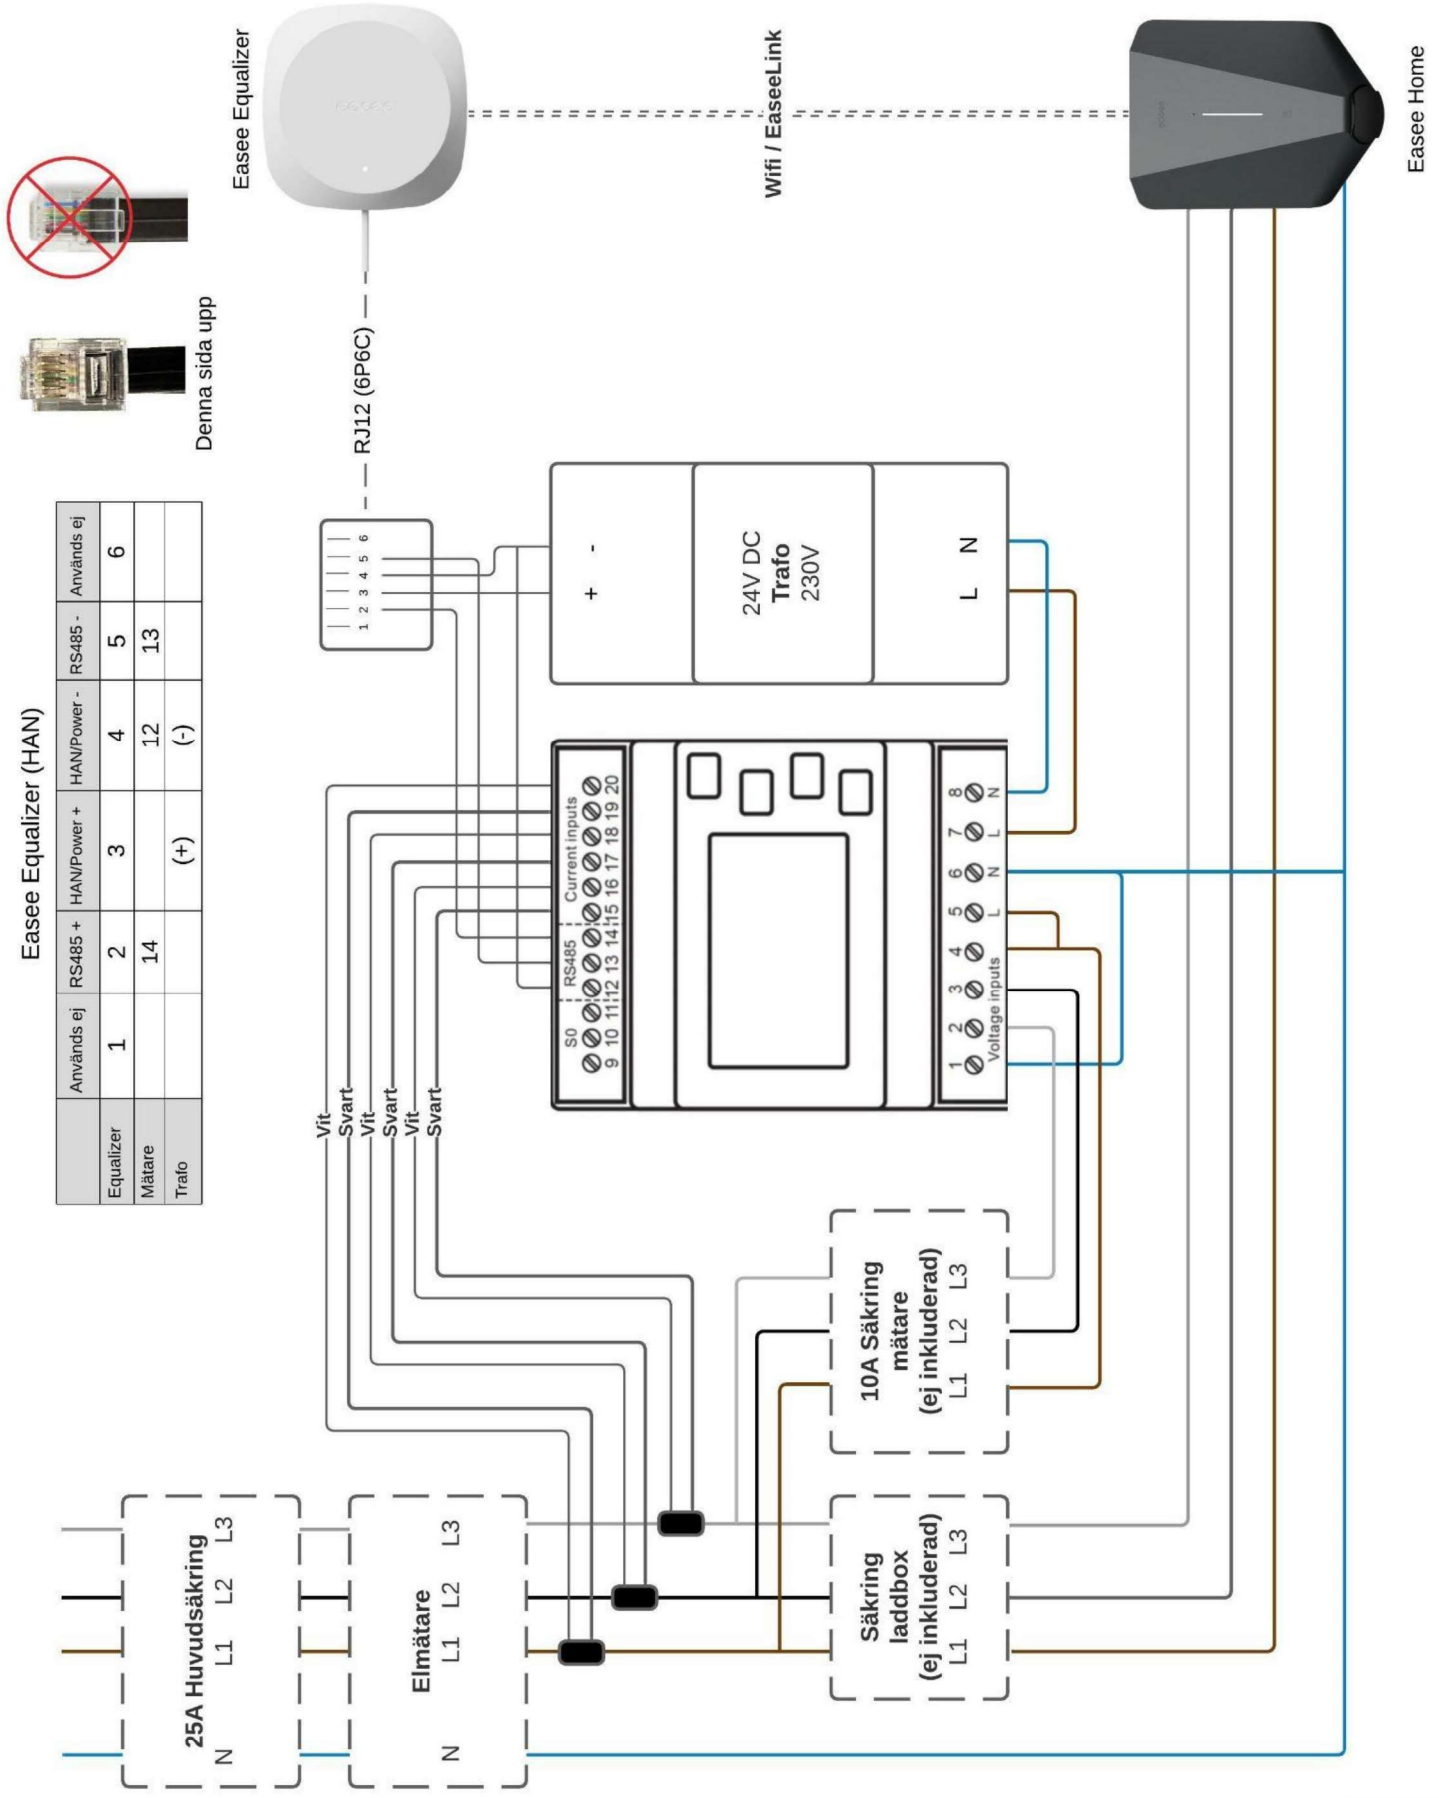 Easee Equalizer (HAN)
Används ej RS485 + HAN/Power + HAN/Power - RS485 - Används ej
Equalizer 1 2 3 4 5 6
Mätare 14 12 13
Trafo (+) (-)
Denna sida upp
Easee Equalizer
RJ12 (6P6C)
1 2 3 4 5 6
Wifi / EaseeLink
Easee Home
Vit
Svart
Vit
Svart
Vit
Svart
S0 RS485 Current inputs
9 10 11 12 13 14 15 16 17 18 19 20
1 2 3 4 5 6 7 8
Voltage inputs L N L N
+ -
24V DC
Trafo
230V
L N
25A Huvudsäkring
N L1 L2 L3
Elmätare
N L1 L2 L3
Säkring
laddbox
(ej inkluderad)
L1 L2 L3
10A Säkring
mätare
(ej inkluderad)
L1 L2 L3